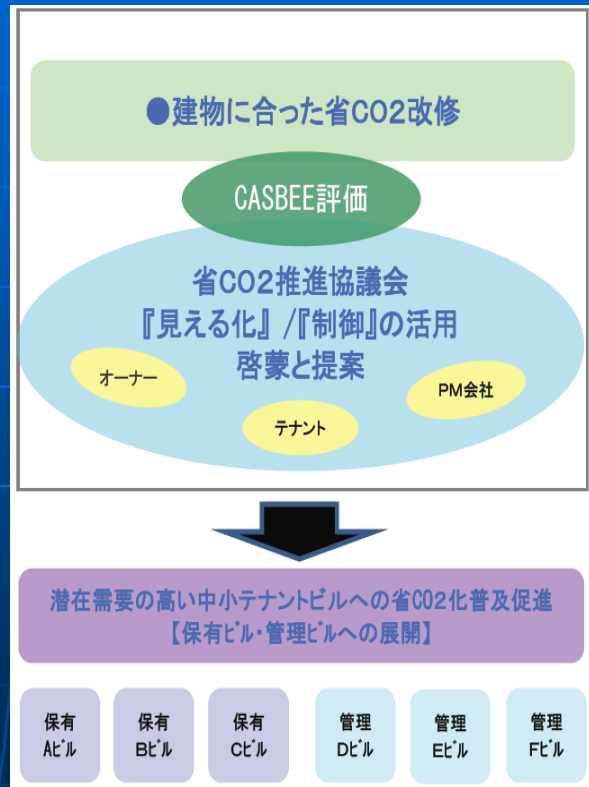 ●建物に合った省CO2改修
CASBEE評価
省CO2推進協議会
『見える化』/『制御』の活用
啓蒙と提案
オーナー
テナント
PM会社
潜在需要の高い中小テナントビルへの省CO2化普及促進
【保有ﾋﾞﾙ・管理ﾋﾞﾙへの展開】
保有
Aﾋﾞﾙ
保有
Bﾋﾞﾙ
保有
Cﾋﾞﾙ
管理
Dﾋﾞﾙ
管理
Eﾋﾞﾙ
管理
Fﾋﾞﾙ